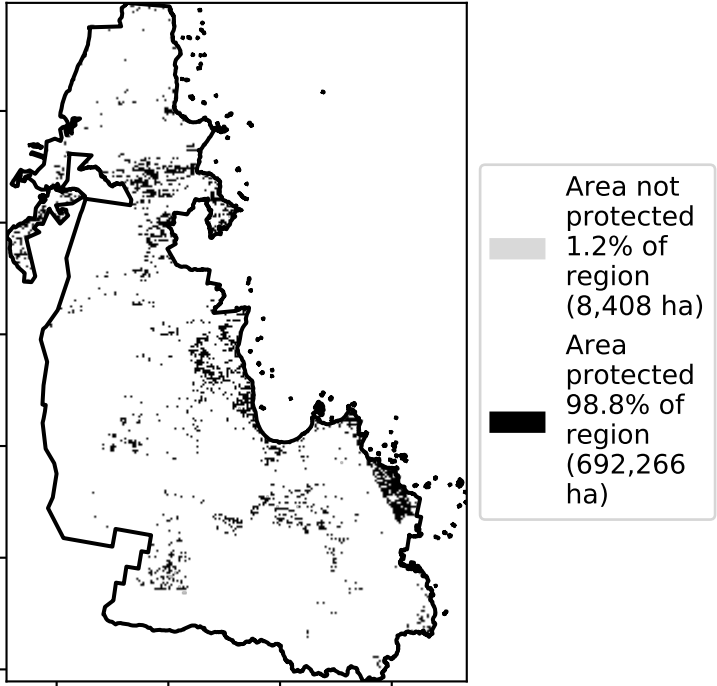 Area not
protected
1.2% of
region
(8,408 ha)
Area
protected
98.8% of
region
(692,266
ha)